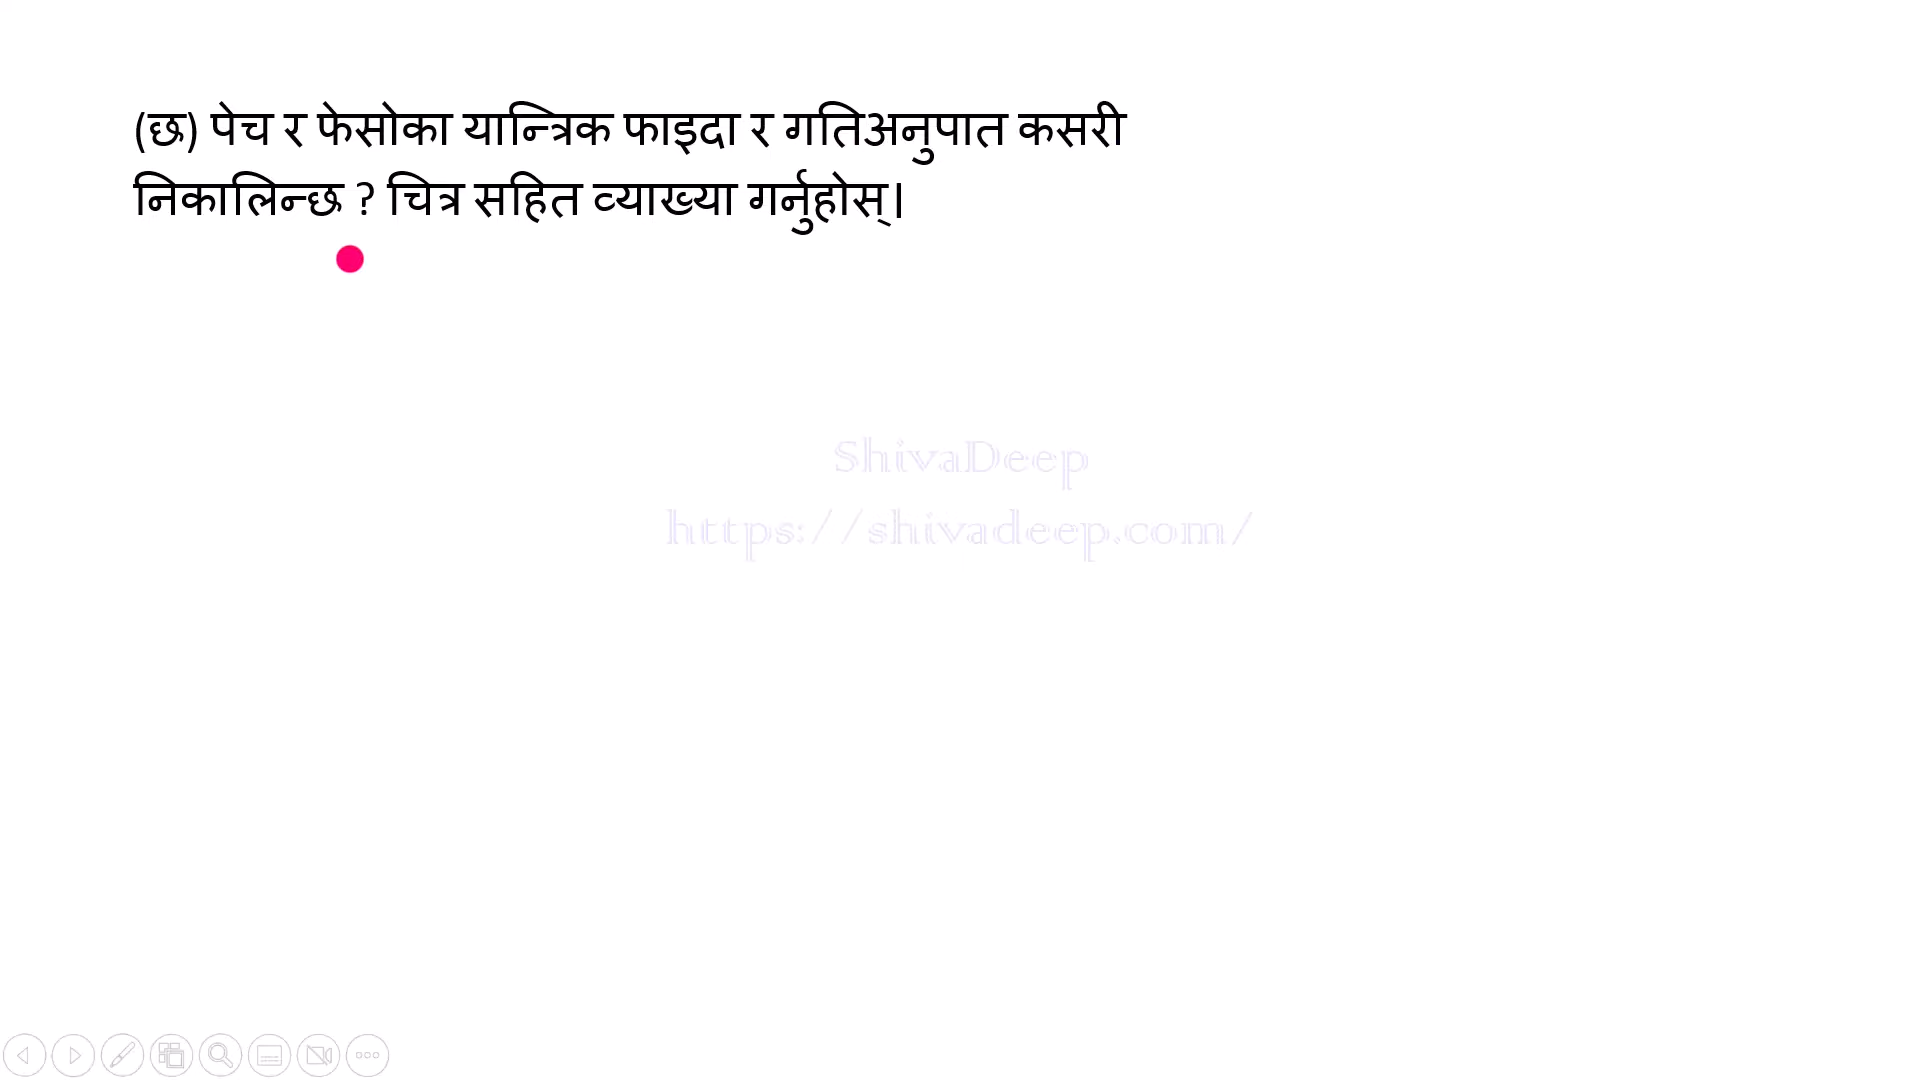 (छ) पेच र फेसोका यान्त्रिक फाइदा र गतिअनुपात कसरी
निकालिन्छ ? चित्र सहित व्याख्या गर्नुहोस्।
ShivaDeep
https://shivadeep.com/